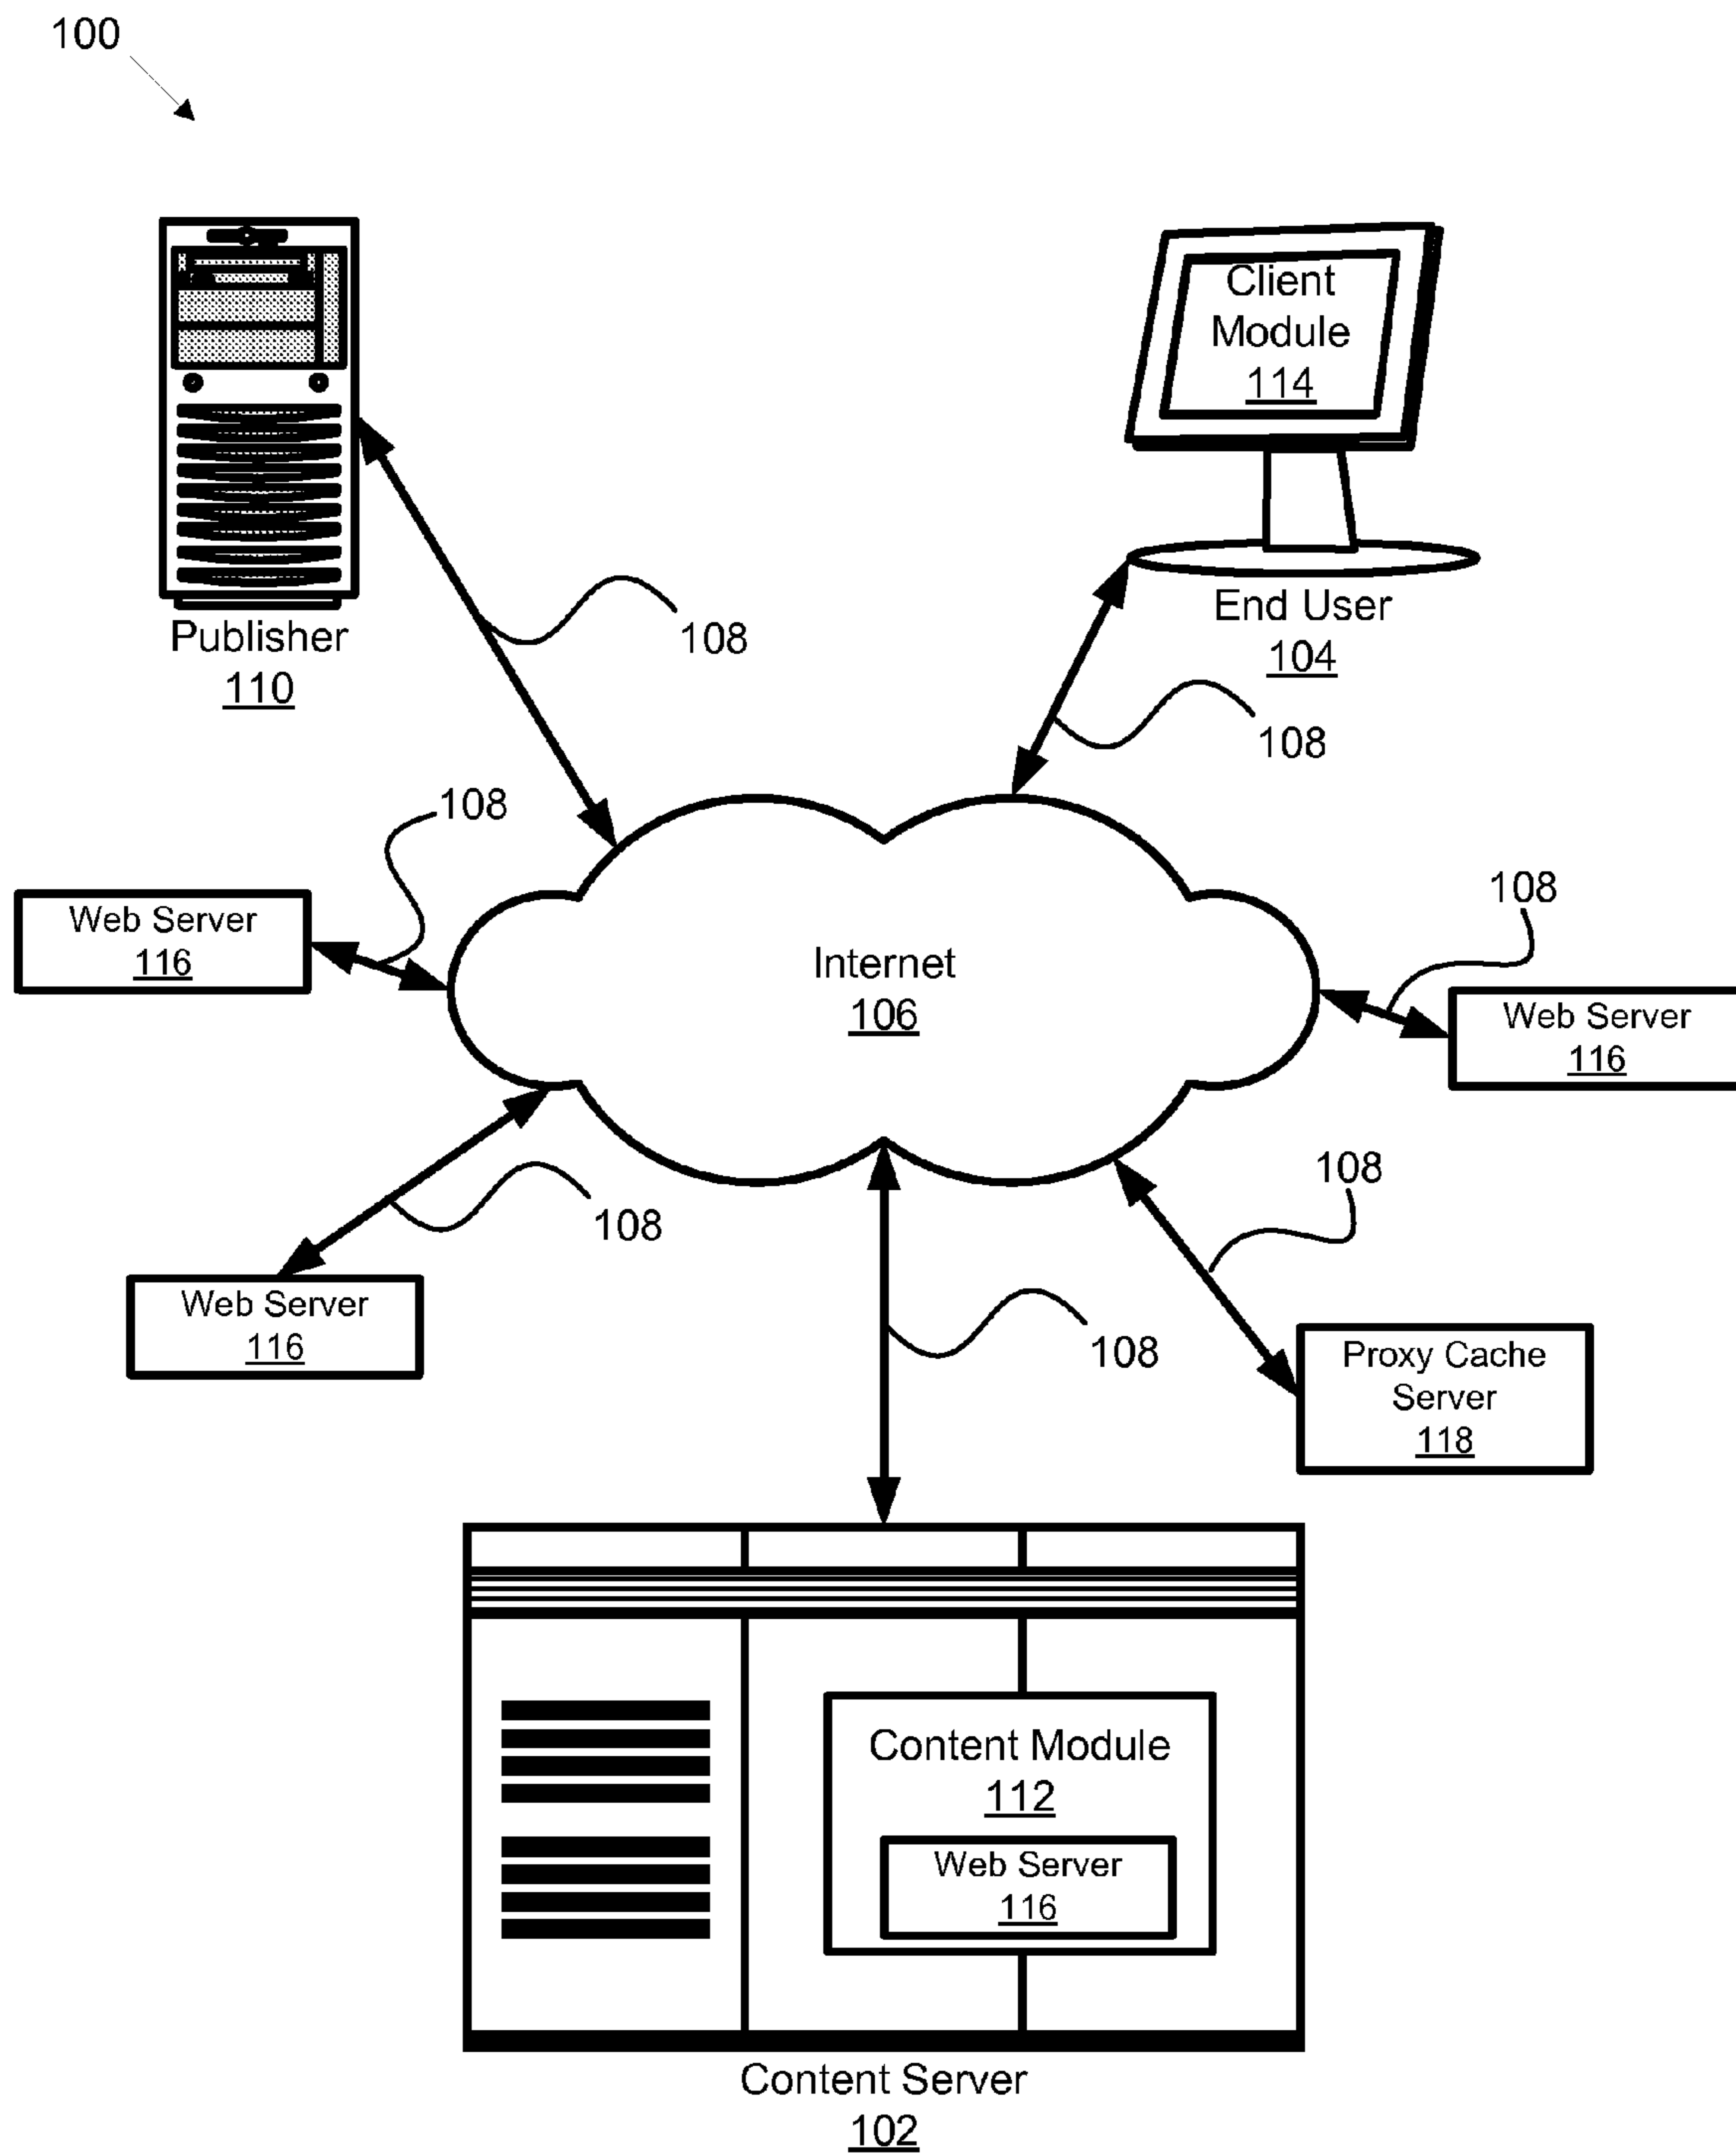 100
Client
Module
114
Publisher
110
108
End User
104
108
108
Web Server
116
Internet
106
108
Web Server
116
108
Web Server
116
108
108
Proxy Cache
Server
118
Content Module
112
Web Server
116
Content Server
102